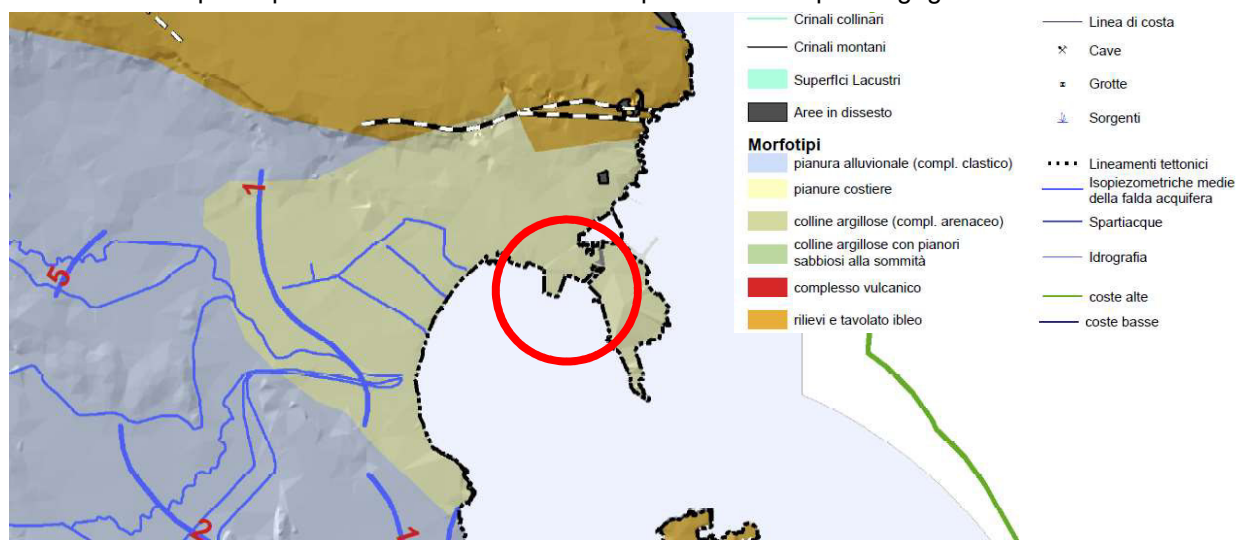 Crinali collinari
Crinali montani
SuperfIci Lacustri
Aree in dissesto
Morfotipi
pianura alluvionale (compl. clastico)
pianure costiere
colline argillose (compl. arenaceo)
colline argillose con pianori
sabbiosi alla sommità
complesso vulcanico
rilievi e tavolato ibleo
Linea di costa
Cave
Grotte
Sorgenti
Lineamenti tettonici
Isopiezometriche medie
della falda acquifera
Spartiacque
Idrografia
coste alte
coste basse
1
5
2
1